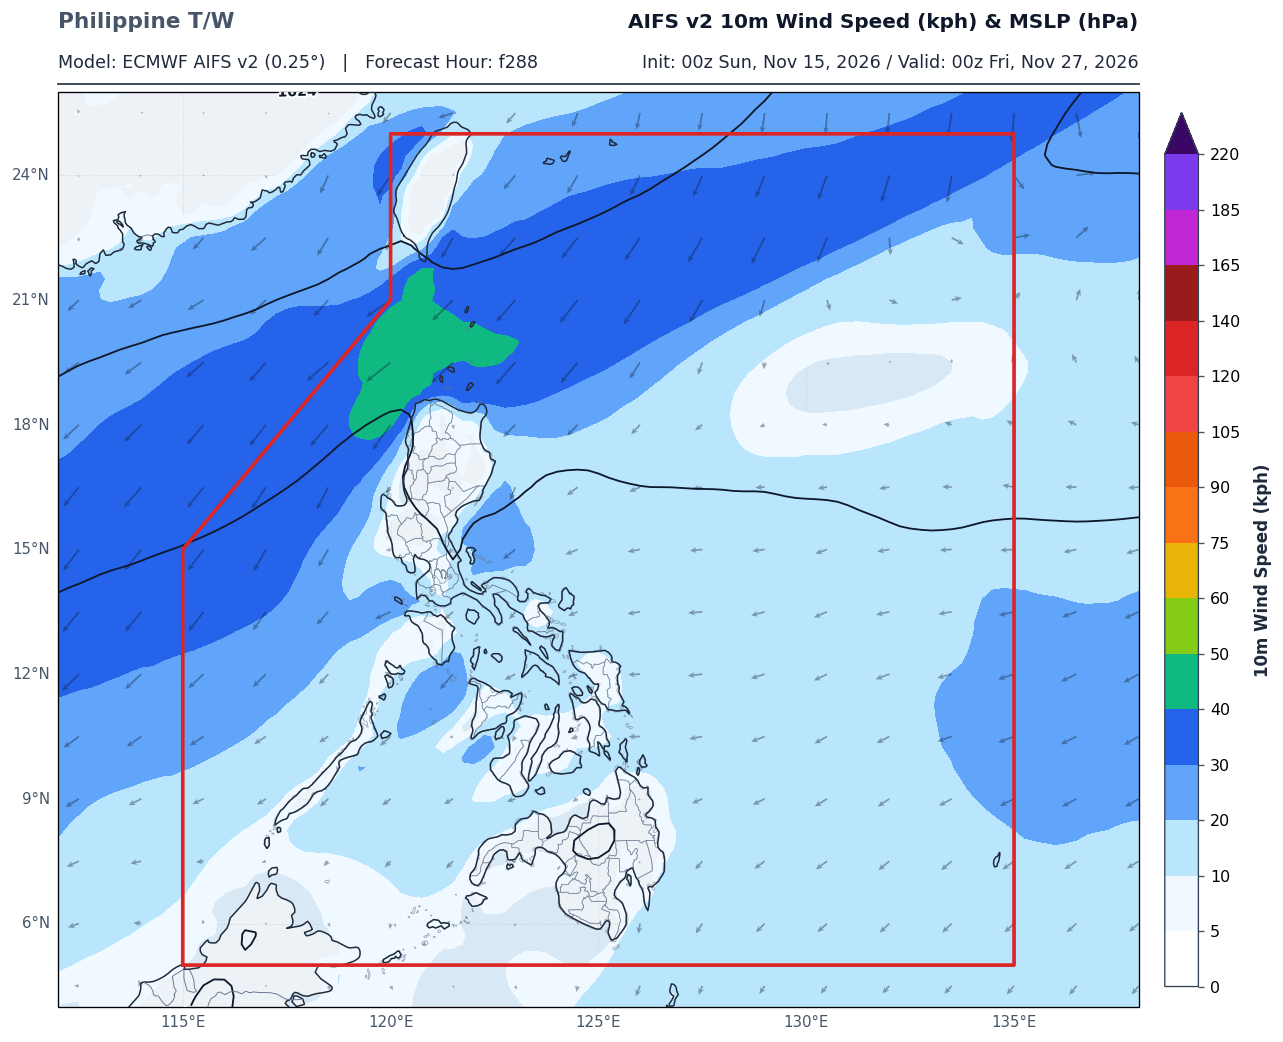 Philippine T/W
AIFS v2 10m Wind Speed (kph) & MSLP (hPa)
Model: ECMWF AIFS v2 (0.25°) | Forecast Hour: f288
Init: 00z Sun, Nov 15, 2026 / Valid: 00z Fri, Nov 27, 2026
1024
24°N
21°N
18°N
15°N
12°N
9°N
6°N
115°E
120°E
125°E
130°E
135°E
220
185
165
140
120
105
90
75
60
50
40
30
20
10
5
0
10m Wind Speed (kph)